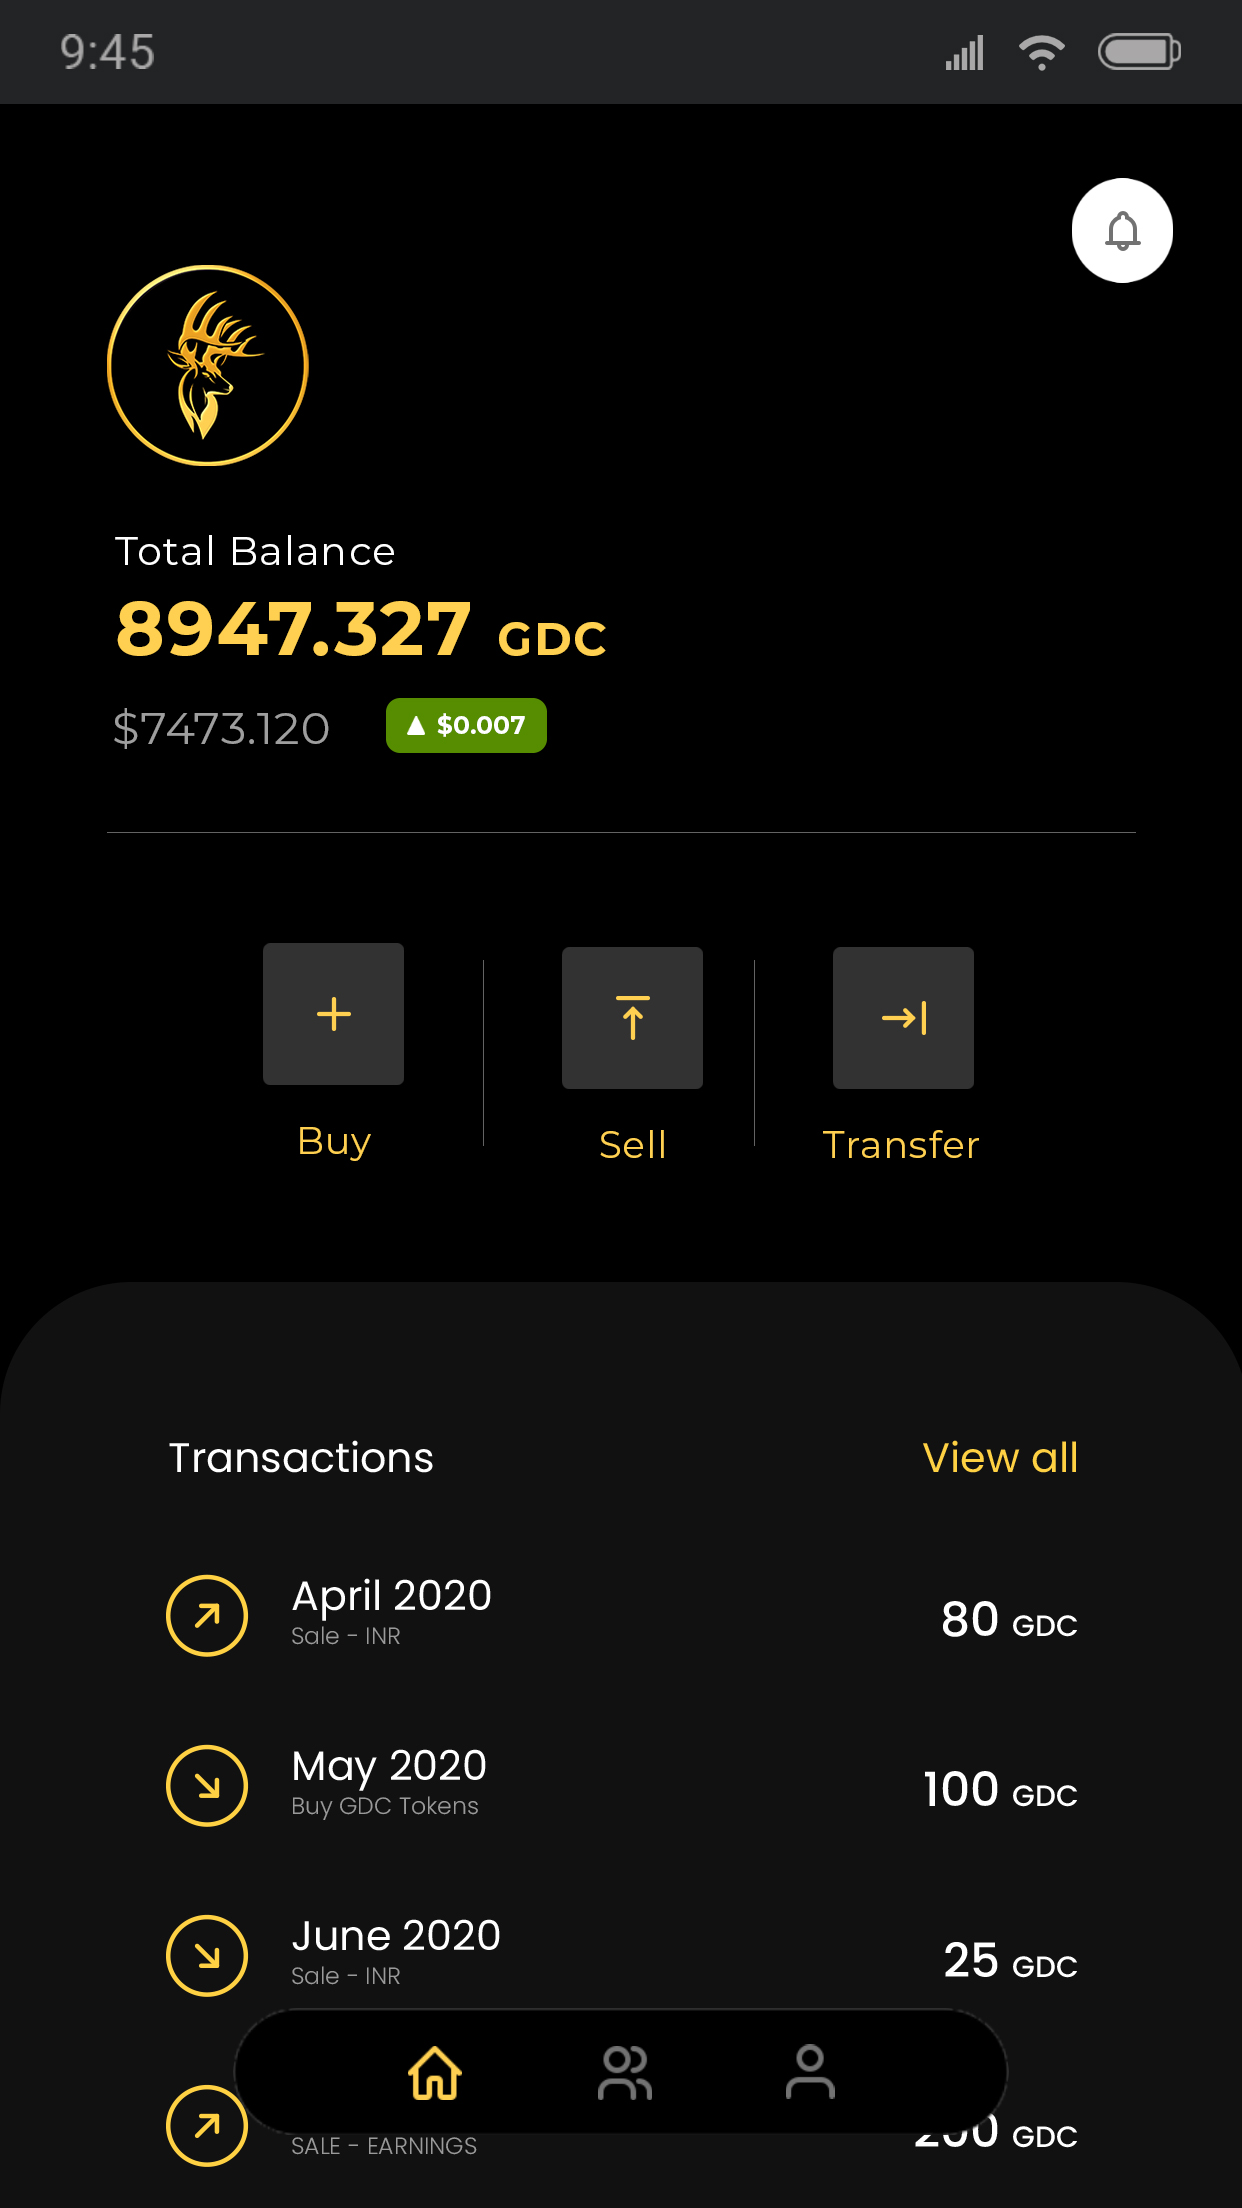 9:45
Total Balance
8947.327 GDC
$7473.120 ▲ $0.007
Buy Sell Transfer
Transactions View all
April 2020
Sale - INR
80 GDC
May 2020
Buy GDC Tokens
100 GDC
June 2020
Sale - INR
25 GDC
SALE - EARNINGS
GDC